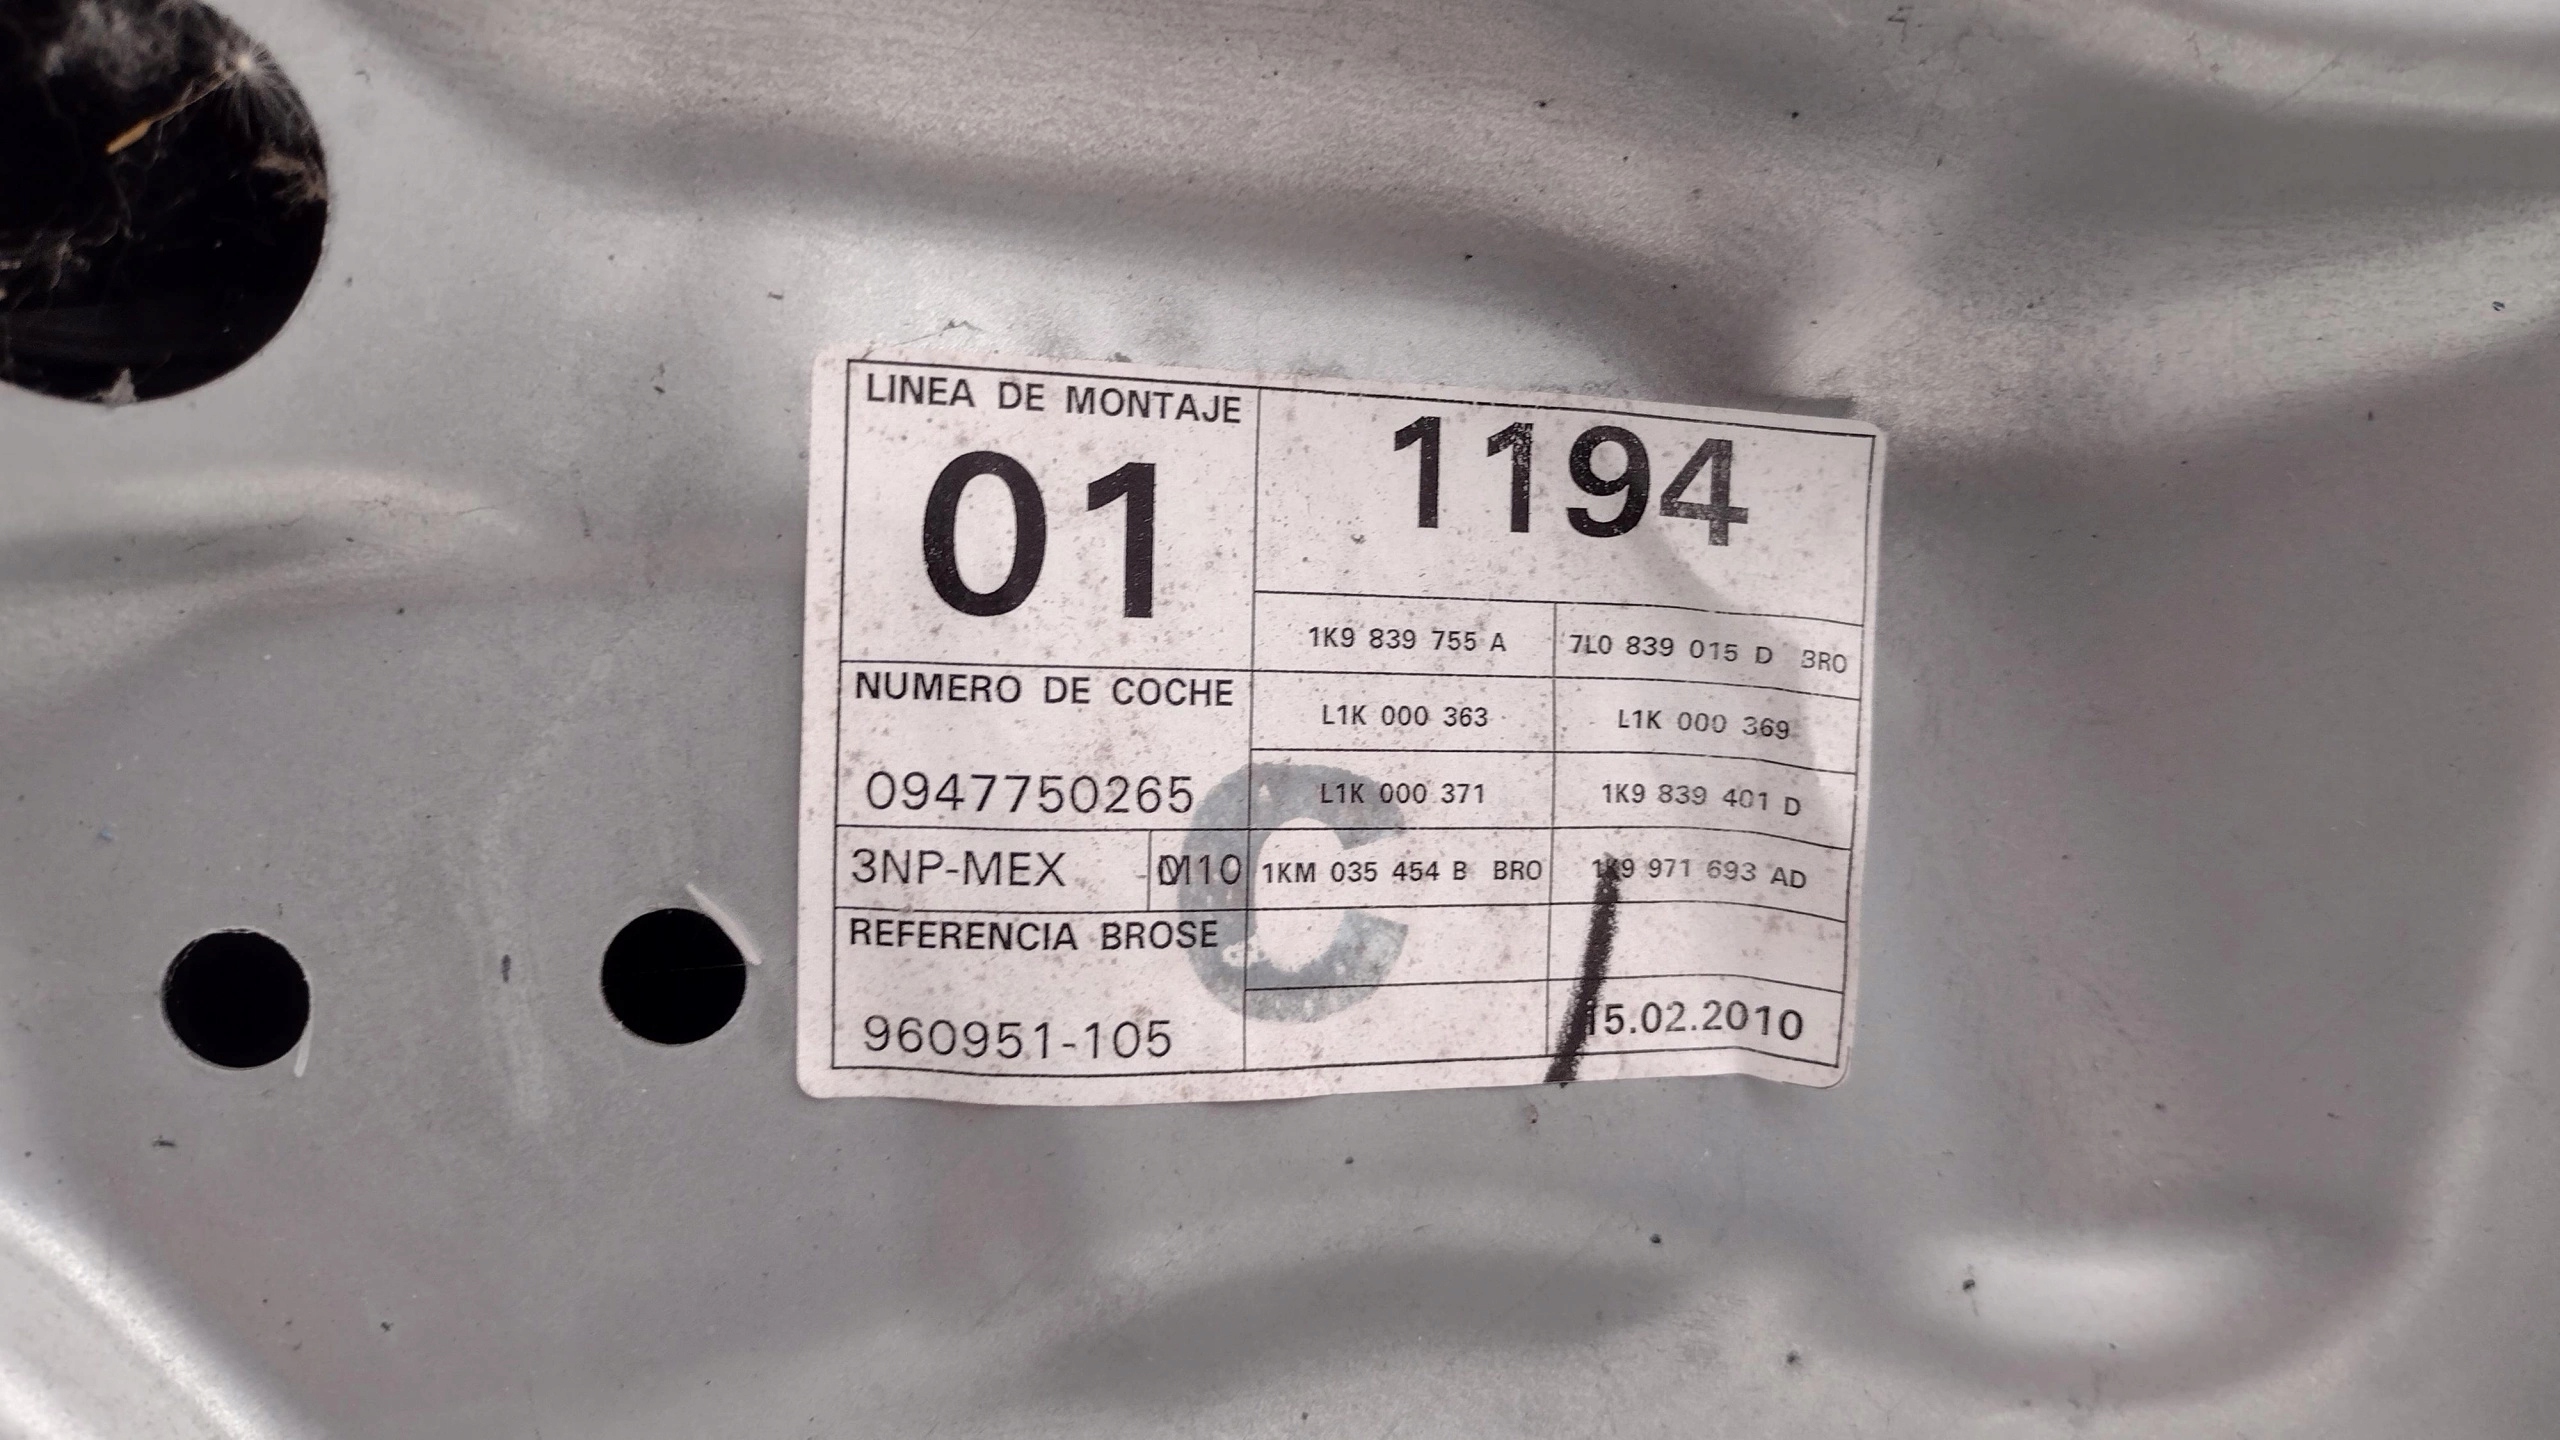 LINEA DE MONTAJE
01
1194
1K9 839 755 A
7L0 839 015 D BRO
NUMERO DE COCHE
L1K 000 363
L1K 000 369
0947750265
L1K 000 371
1K9 839 401 D
3NP-MEX
1KM 035 454 B BRO
1K9 971 693 AD
REFERENCIA BROSE
C
960951-105
15.02.2010